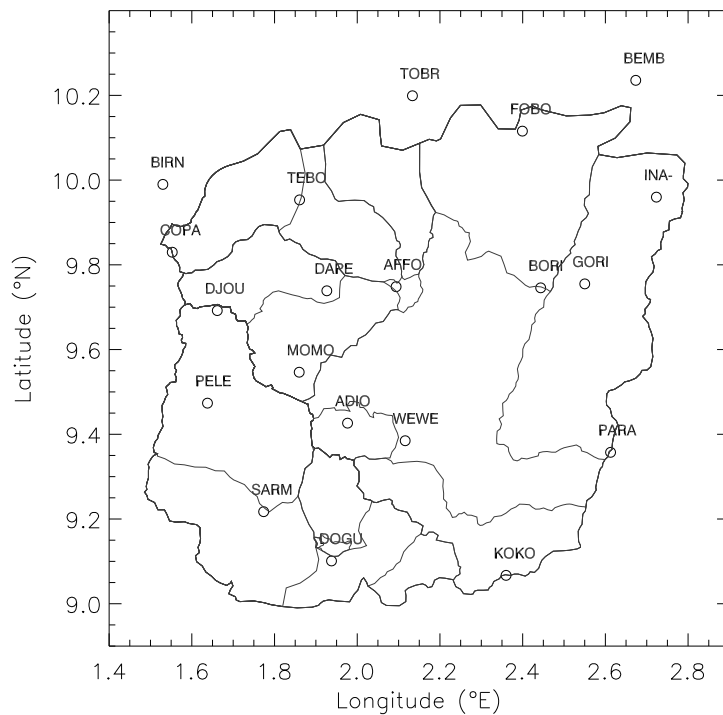 BEMB
TOBR
10.2
FOBO
BIRN
10.0
TEBO
INA-
COPA
9.8
DAPE
AFFO
BORI
GORI
DJOU
Latitude (°N)
9.6
MOMO
PELE
ADIO
WEWE
PARA
9.4
SARM
9.2
DOGU
KOKO
9.0
1.4 1.6 1.8 2.0 2.2 2.4 2.6 2.8
Longitude (°E)